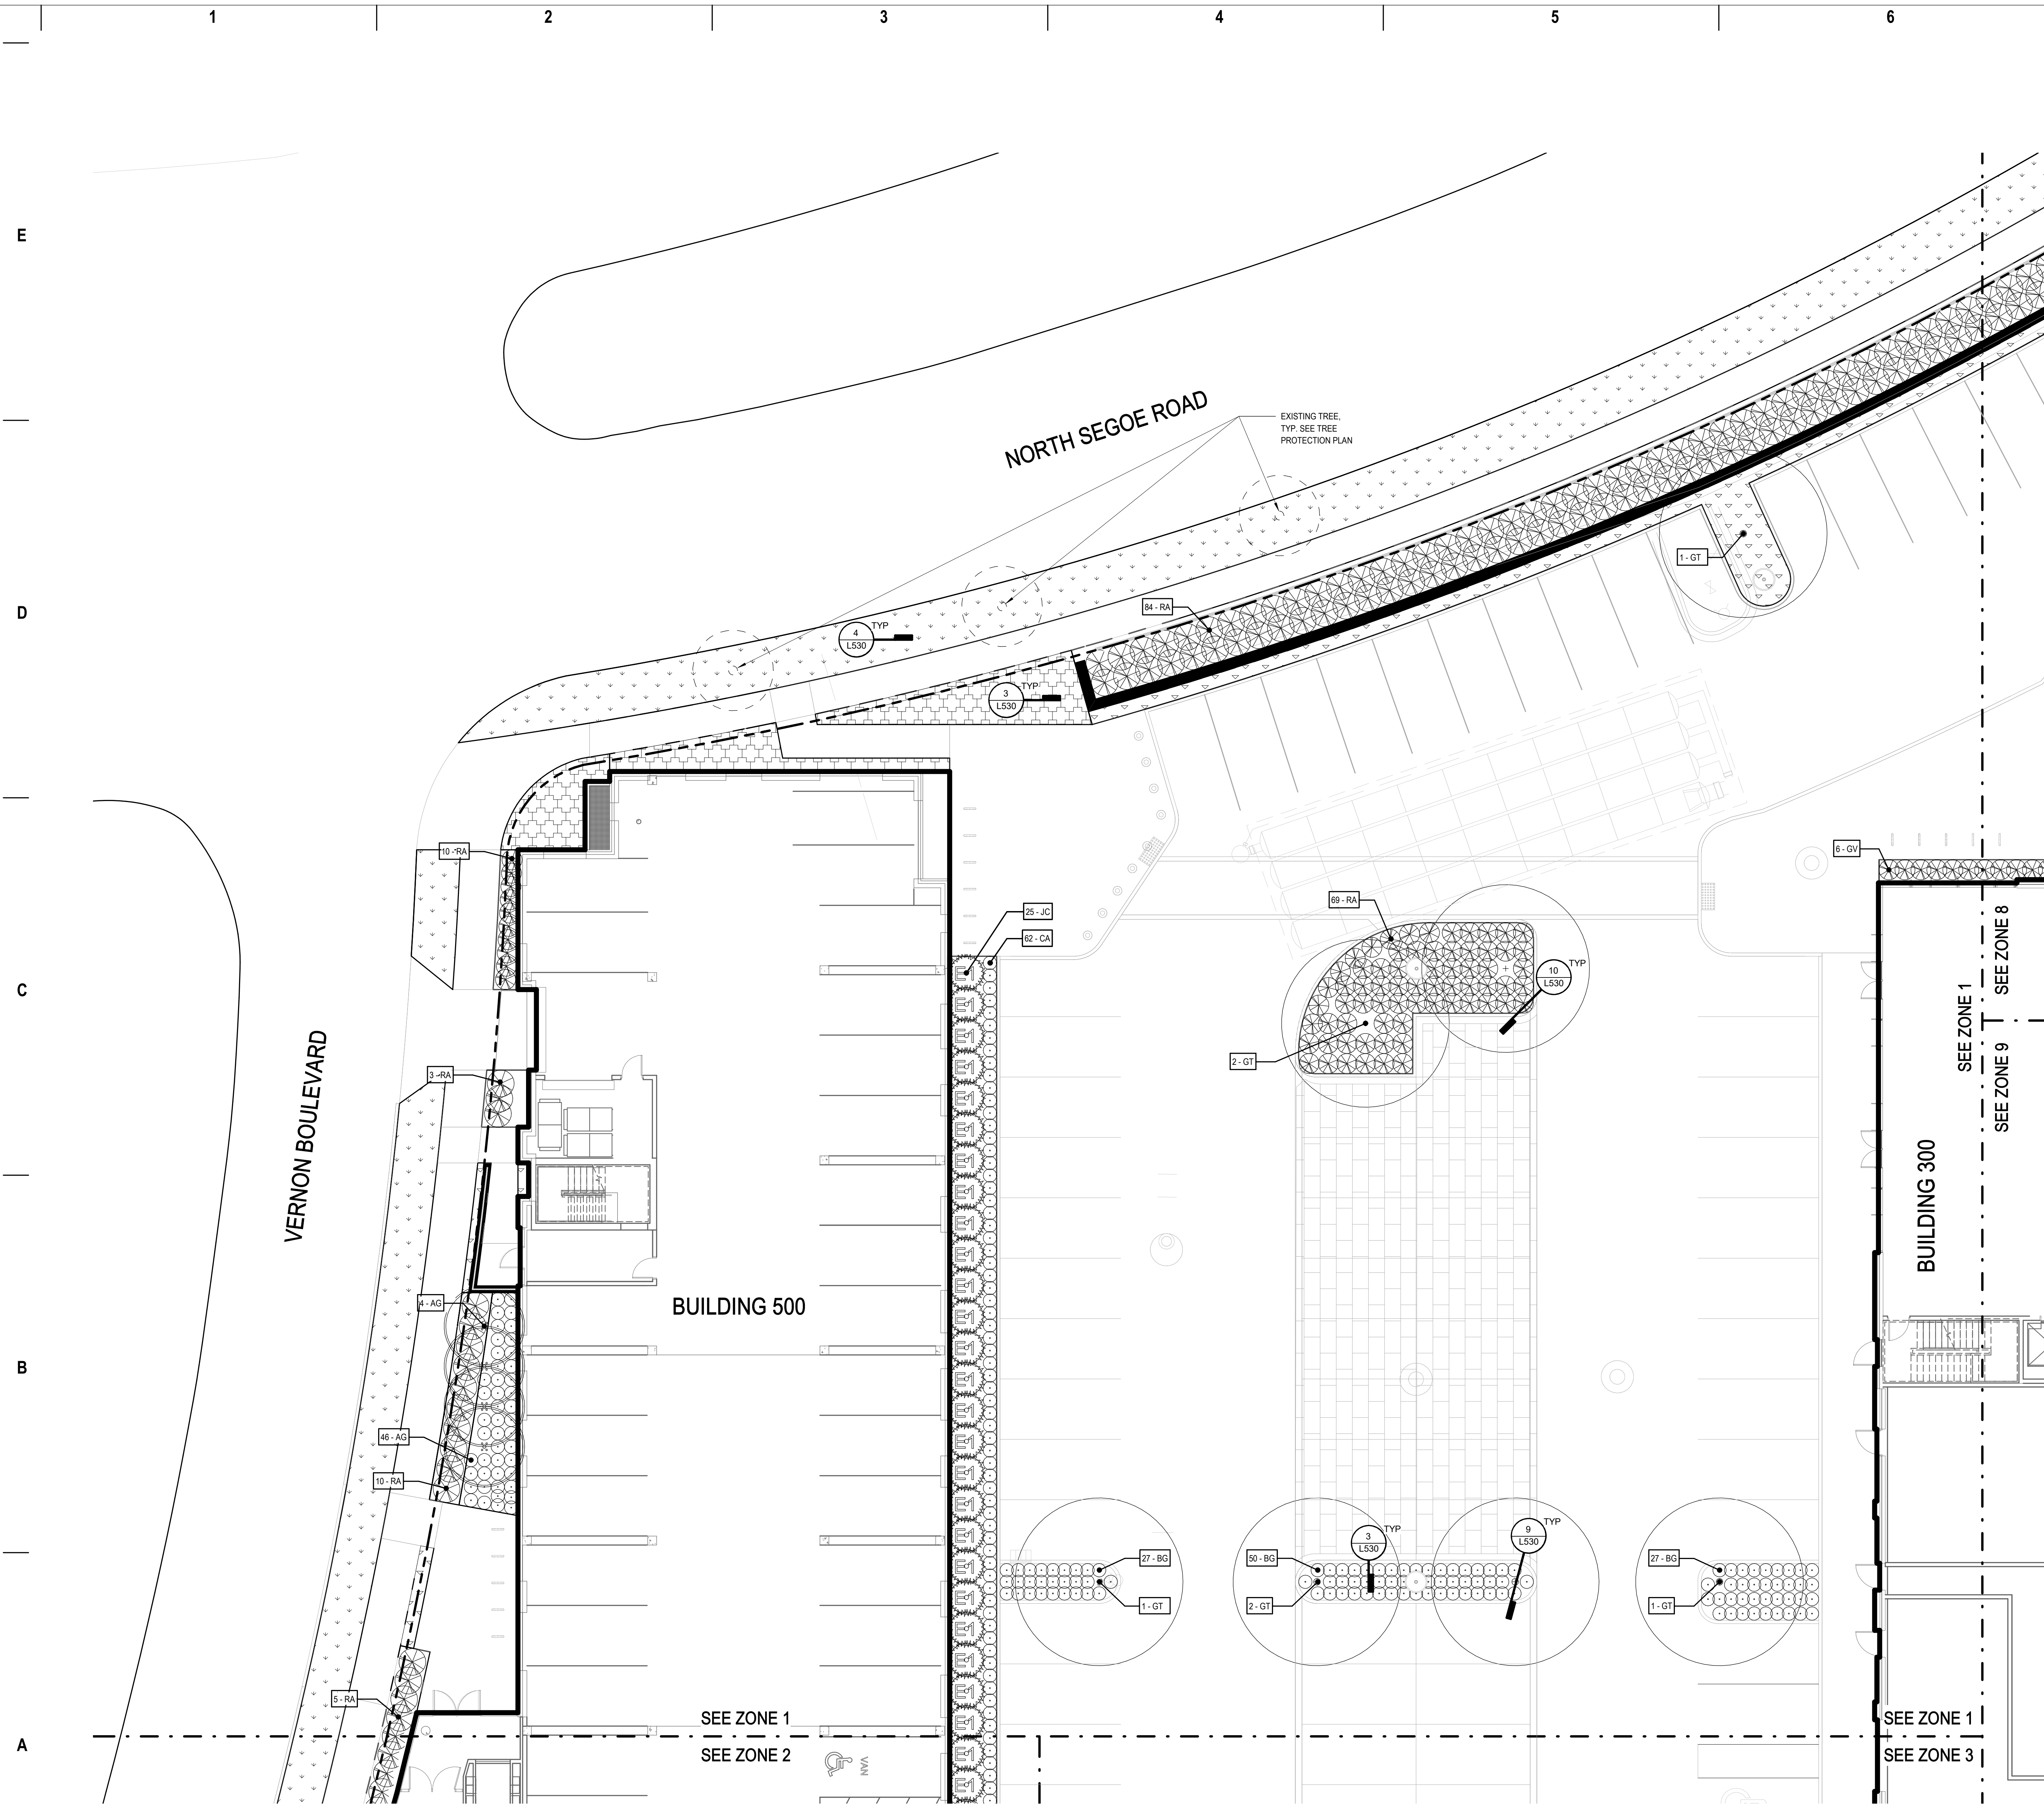 1
2
3
4
5
6
E
D
C
B
A
NORTH SEGOE ROAD
EXISTING TREE,
TYP. SEE TREE
PROTECTION PLAN
1 - GT
84 - RA
4
L530
TYP
3
L530
TYP
10 - RA
6 - GV
69 - RA
25 - JC
62 - CA
10
L530
TYP
2 - GT
3 - RA
SEE ZONE 1
SEE ZONE 8
SEE ZONE 9
VERNON BOULEVARD
BUILDING 300
4 - AG
BUILDING 500
46 - AG
10 - RA
3
L530
TYP
9
L530
TYP
27 - BG
50 - BG
27 - BG
1 - GT
2 - GT
1 - GT
5 - RA
SEE ZONE 1
SEE ZONE 2
VAN
SEE ZONE 1
SEE ZONE 3